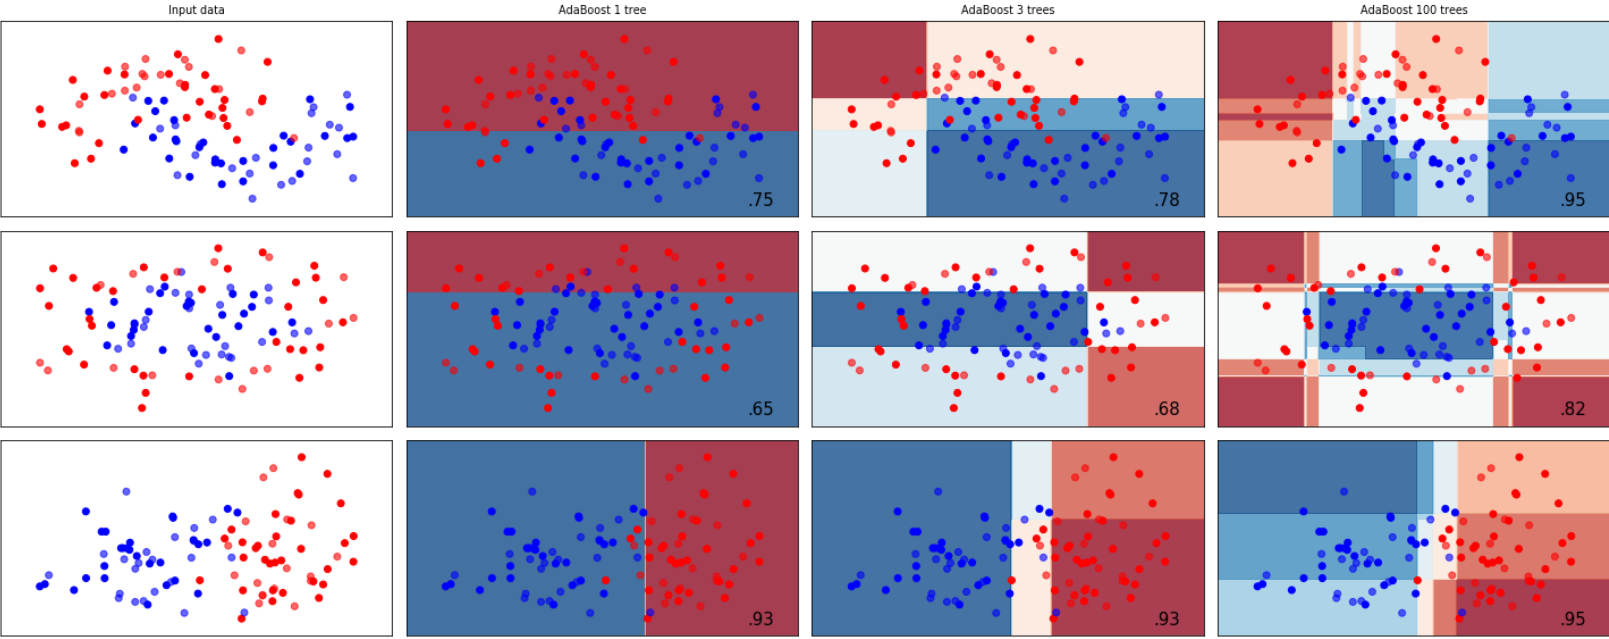 Input data
AdaBoost 1 tree
AdaBoost 3 trees
AdaBoost 100 trees
.75
.78
.95
.65
.68
.82
.93
.93
.95